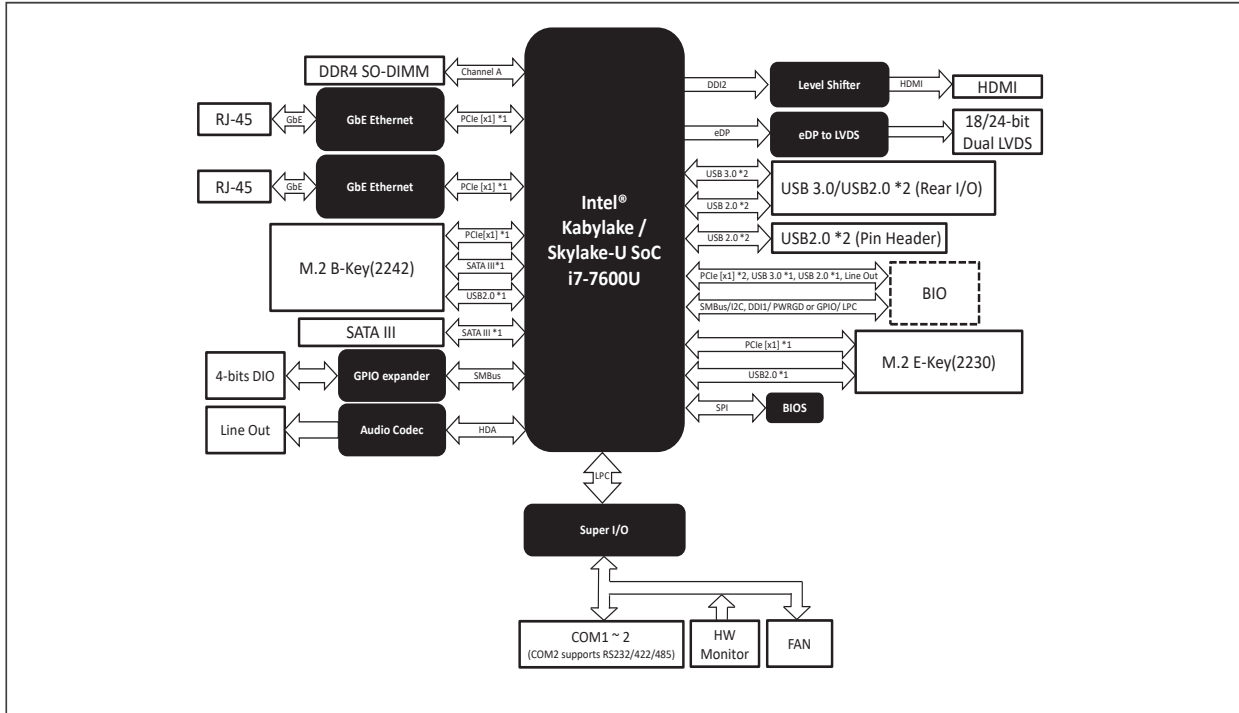 DDR4 SO-DIMM
Channel A
RJ-45
GbE
GbE Ethernet
PCIe [x1] *1
RJ-45
GbE
GbE Ethernet
PCIe [x1] *1
M.2 B-Key(2242)
PCIe[x1] *1
SATA III*1
USB2.0 *1
SATA III
SATA III *1
4-bits DIO
GPIO expander
SMBus
Line Out
Audio Codec
HDA
Intel®
Kabylake /
Skylake-U SoC
i7-7600U
DDI2
Level Shifter
HDMI
HDMI
eDP
eDP to LVDS
18/24-bit
Dual LVDS
USB 3.0 *2
USB 2.0 *2
USB 3.0/USB2.0 *2 (Rear I/O)
USB 2.0 *2
USB2.0 *2 (Pin Header)
PCIe [x1] *2, USB 3.0 *1, USB 2.0 *1, Line Out
SMBus/I2C, DDI1/ PWRGD or GPIO/ LPC
BIO
PCIe [x1] *1
USB2.0 *1
M.2 E-Key(2230)
SPI
BIOS
LPC
Super I/O
COM1 ~ 2
(COM2 supports RS232/422/485)
HW
Monitor
FAN